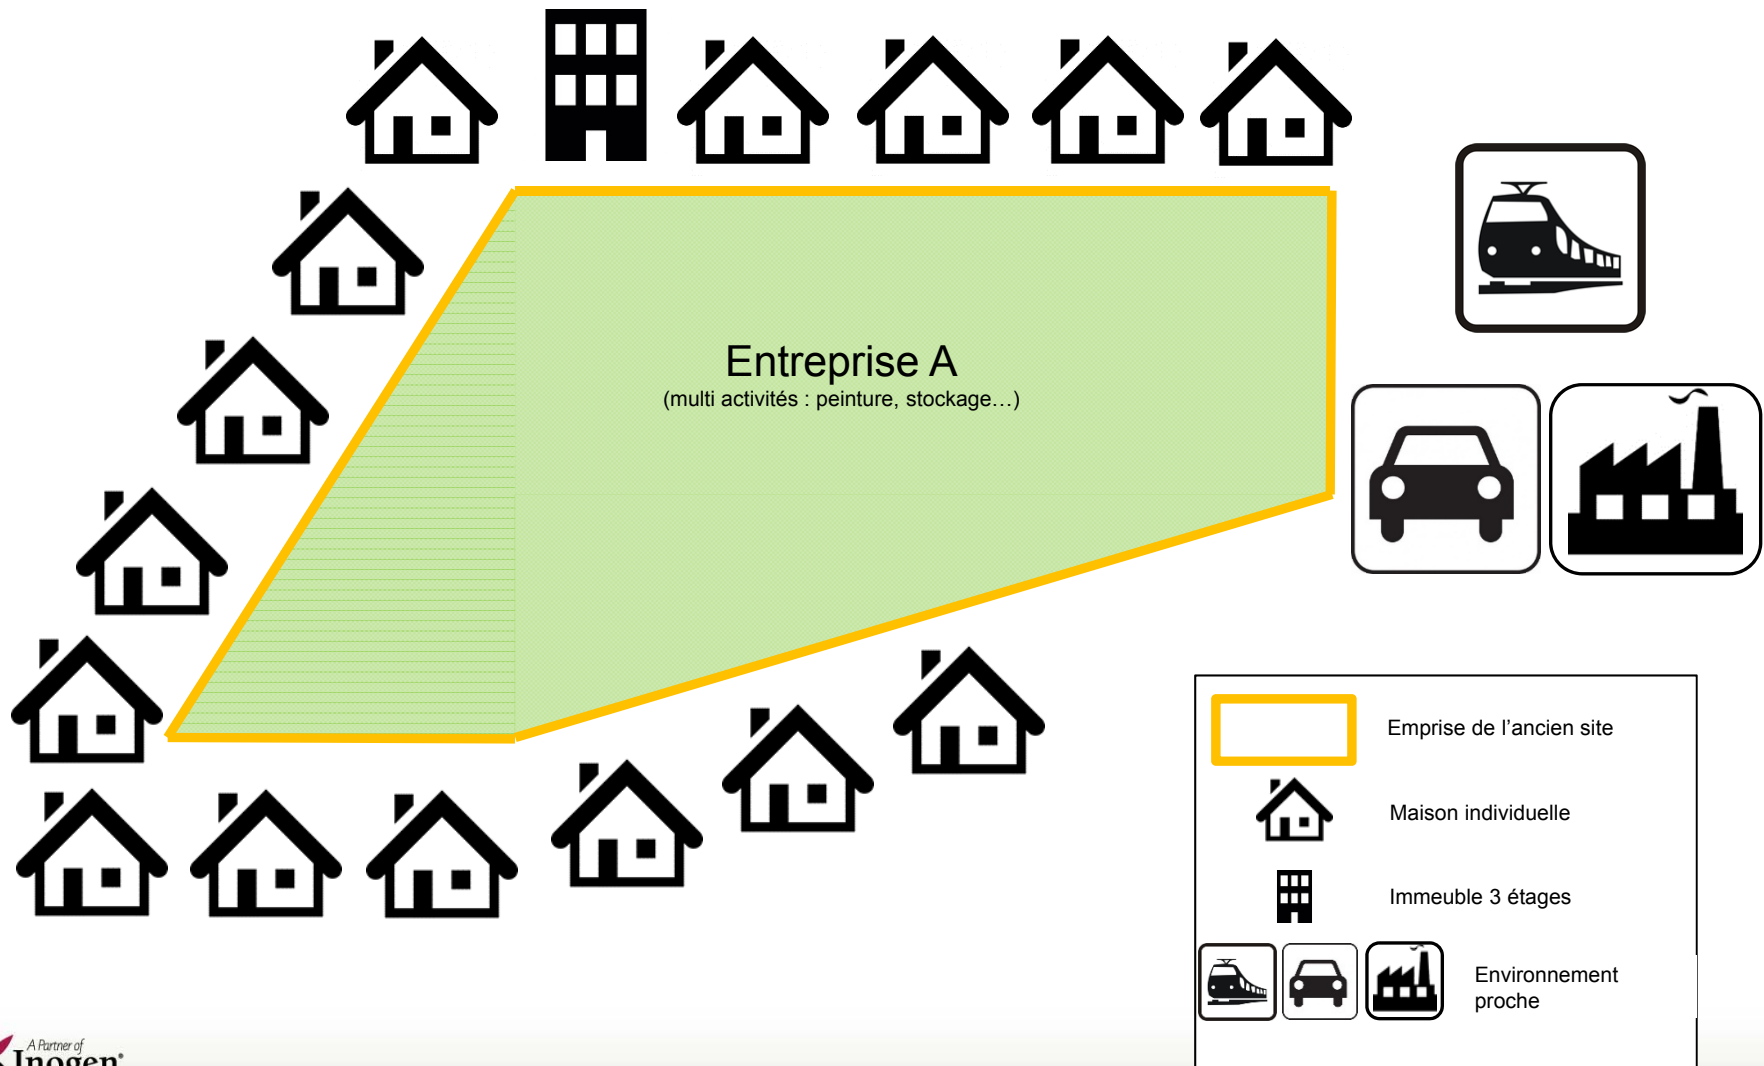 Entreprise A
(multi activités : peinture, stockage…)
Emprise de l’ancien site
Maison individuelle
Immeuble 3 étages
Environnement
proche
A Partner of
Inogen®